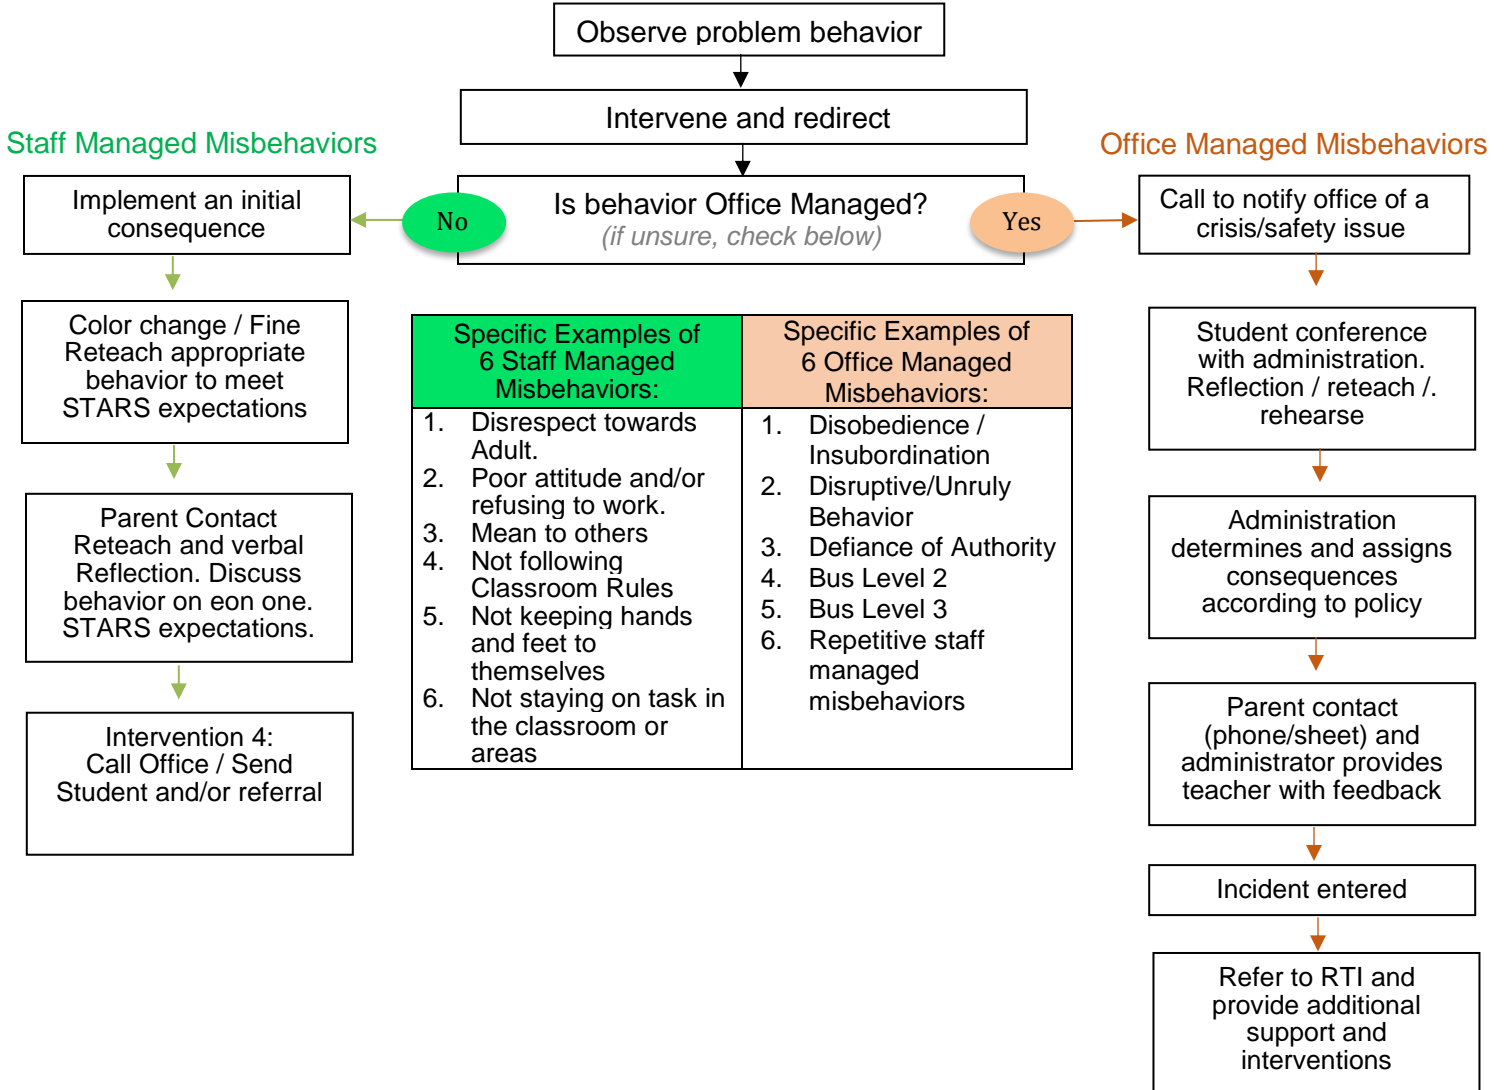 Observe problem behavior
Intervene and redirect
Is behavior Office Managed?
(if unsure, check below)
No
Yes
Staff Managed Misbehaviors
Implement an initial
consequence
Color change / Fine
Reteach appropriate
behavior to meet
STARS expectations
Parent Contact
Reteach and verbal
Reflection. Discuss
behavior on eon one.
STARS expectations.
Intervention 4:
Call Office / Send
Student and/or referral
Specific Examples of
6 Staff Managed
Misbehaviors:
1. Disrespect towards
Adult.
2. Poor attitude and/or
refusing to work.
3. Mean to others
4. Not following
Classroom Rules
5. Not keeping hands
and feet to
themselves
6. Not staying on task in
the classroom or
areas
Specific Examples of
6 Office Managed
Misbehaviors:
1. Disobedience /
Insubordination
2. Disruptive/Unruly
Behavior
3. Defiance of Authority
4. Bus Level 2
5. Bus Level 3
6. Repetitive staff
managed
misbehaviors
Office Managed Misbehaviors
Call to notify office of a
crisis/safety issue
Student conference
with administration.
Reflection / reteach /.
rehearse
Administration
determines and assigns
consequences
according to policy
Parent contact
(phone/sheet) and
administrator provides
teacher with feedback
Incident entered
Refer to RTI and
provide additional
support and
interventions